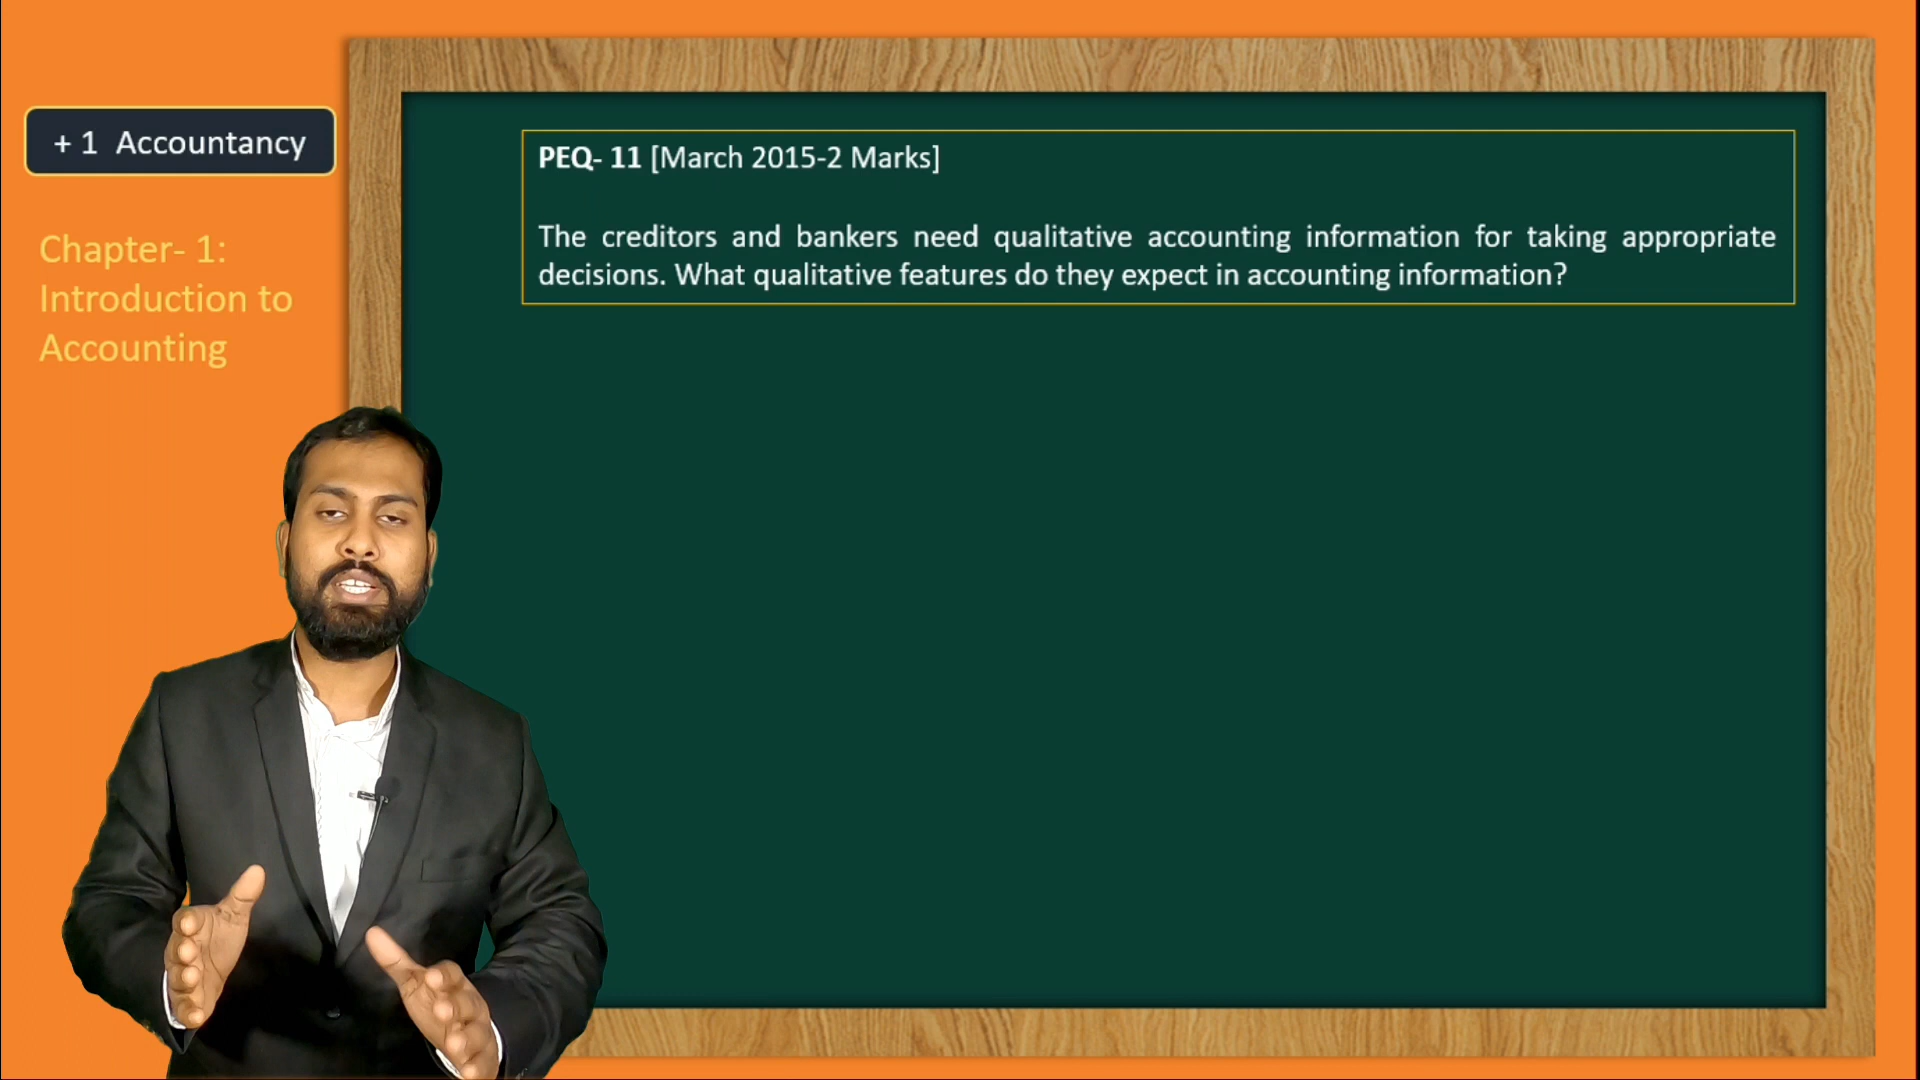 + 1 Accountancy
Chapter- 1:
Introduction to
Accounting
PEQ- 11 [March 2015-2 Marks]
The creditors and bankers need qualitative accounting information for taking appropriate
decisions. What qualitative features do they expect in accounting information?